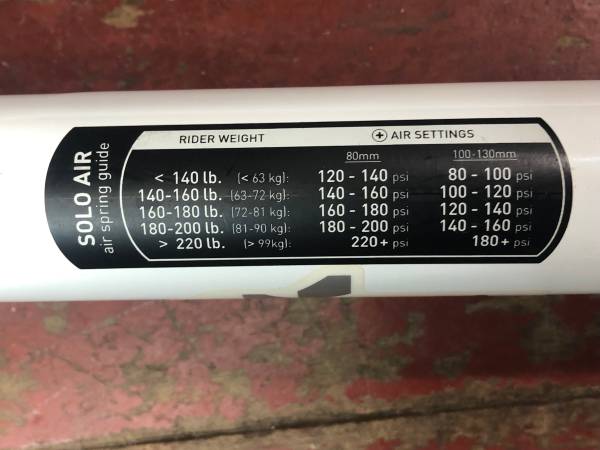 SOLO AIR
air spring guide
RIDER WEIGHT + AIR SETTINGS
80mm 100-130mm
< 140 lb. (< 63 kg): 120 - 140 psi 80 - 100 psi
140-160 lb. (63-72 kg): 140 - 160 psi 100 - 120 psi
160-180 lb. (72-81 kg): 160 - 180 psi 120 - 140 psi
180-200 lb. (81-90 kg): 180 - 200 psi 140 - 160 psi
> 220 lb. (> 99kg): 220+ psi 180+ psi